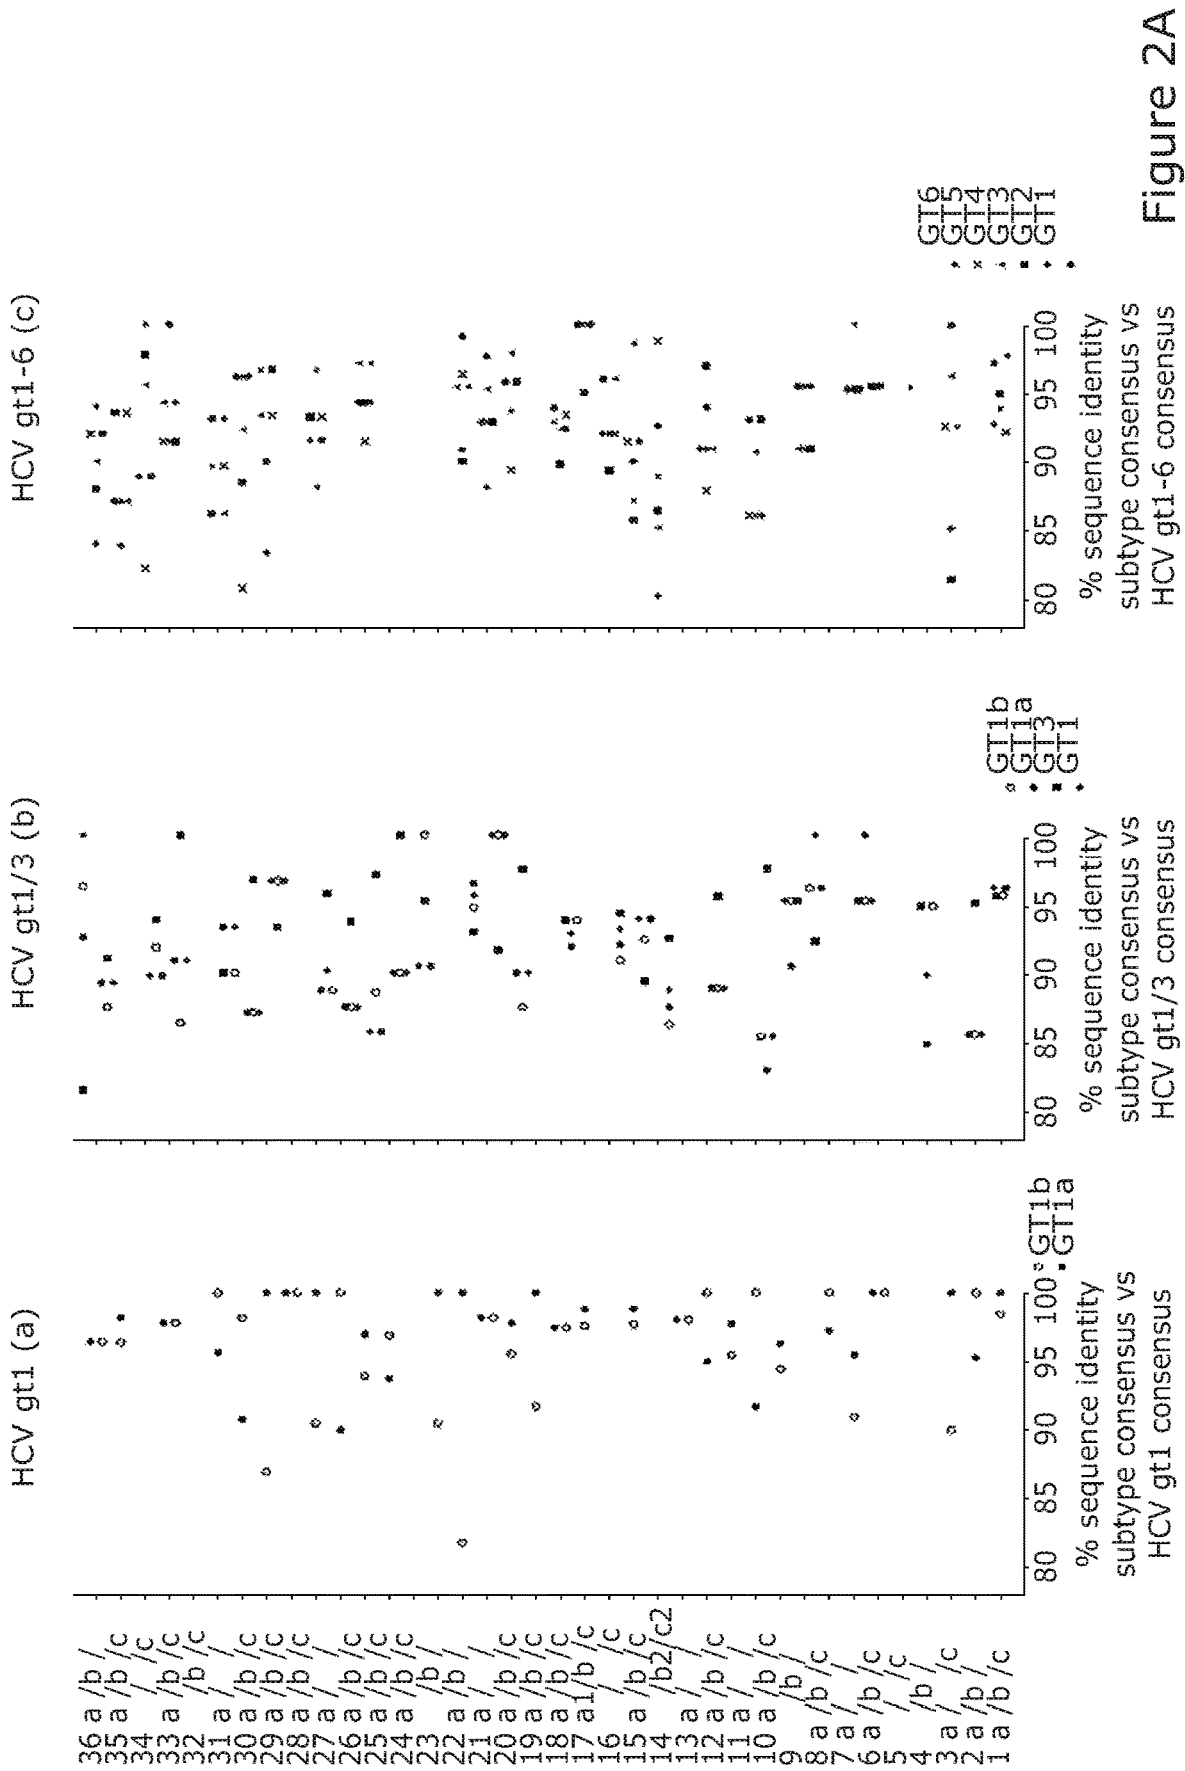 HCV gt1 (a)
36 a /b /
35 a /b /c
34 / /c
33 a /b /c
32 /b /c
31 a / /
30 a /b /c
29 a /b /c
28 a /b /c
27 a / /
26 a /b /c
25 a /b /c
24 a /b /c
23 /b /
22 a /b /
21 a / /
20 a /b /c
19 a /b /c
18 a /b /c
17 a1/b /c
16 / /c
15 a /b /c
14 /b2/c2
13 a / /
12 a /b /c
11 a / /
10 a /b /c
9 /b /
8 a /b /c
7 a / /
6 a /b /c
5 / /c
4 /b /
3 a / /c
2 a /b /
1 a /b /c
80 85 90 95 100
% sequence identity
subtype consensus vs
HCV gt1 consensus
GT1b
GT1a
HCV gt1/3 (b)
80 85 90 95 100
% sequence identity
subtype consensus vs
HCV gt1/3 consensus
GT1b
GT1a
GT3
GT1
HCV gt1-6 (c)
80 85 90 95 100
% sequence identity
subtype consensus vs
HCV gt1-6 consensus
GT6
GT5
GT4
GT3
GT2
GT1
Figure 2A